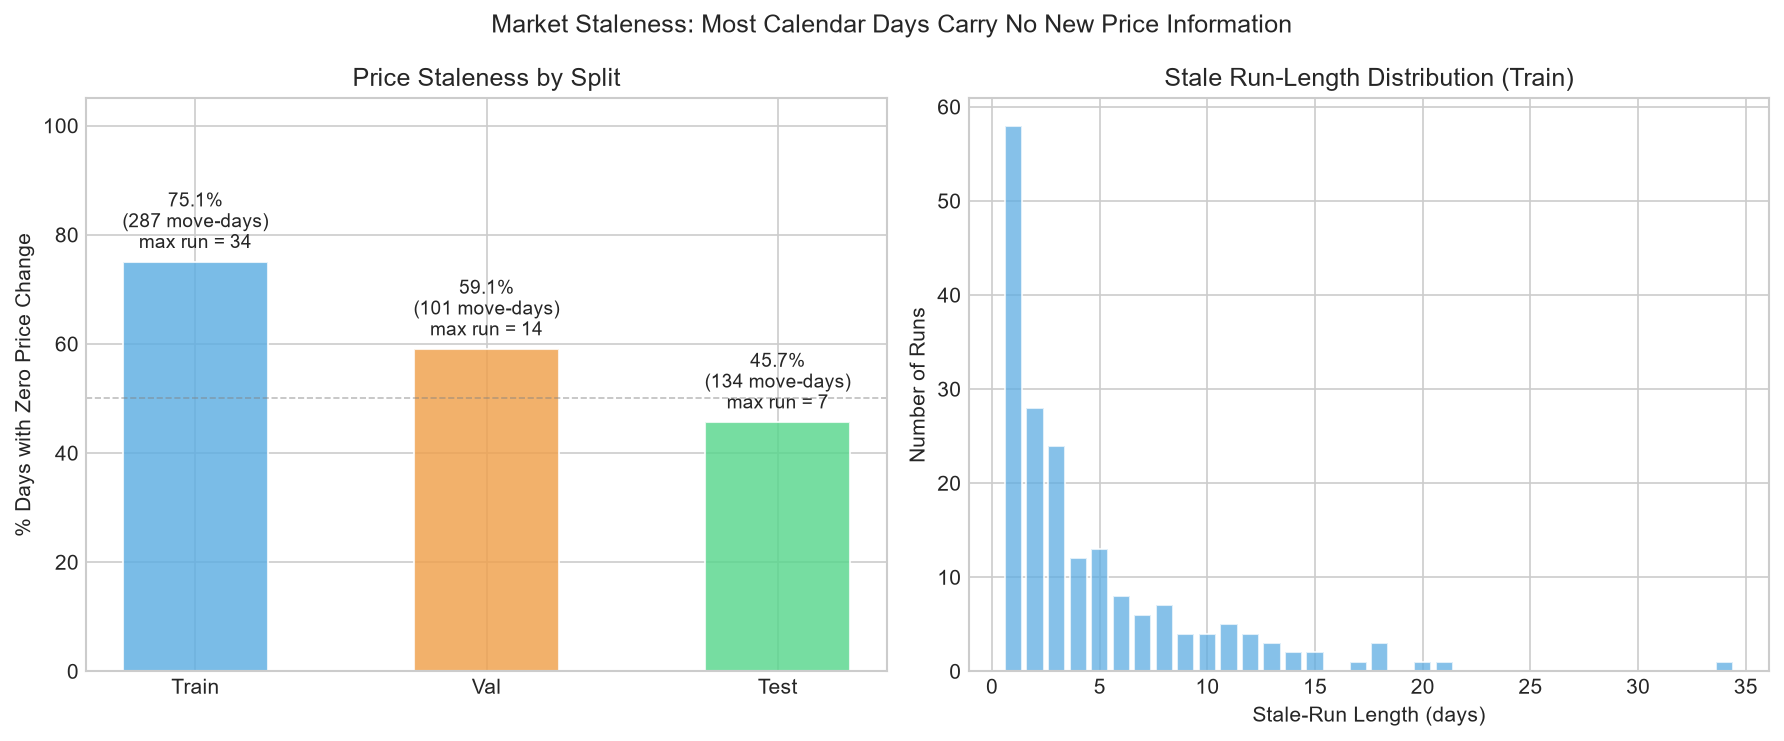 Market Staleness: Most Calendar Days Carry No New Price Information
Price Staleness by Split
% Days with Zero Price Change
100
80
60
40
20
0
75.1%
(287 move-days)
max run = 34
59.1%
(101 move-days)
max run = 14
45.7%
(134 move-days)
max run = 7
Train
Val
Test
Stale Run-Length Distribution (Train)
Number of Runs
60
50
40
30
20
10
0
0
5
10
15
20
25
30
35
Stale-Run Length (days)